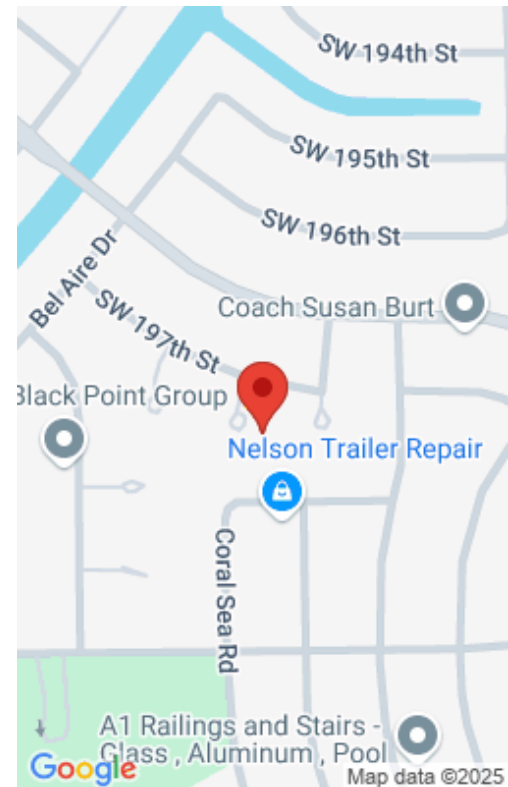 SW 194th St
SW 195th St
SW 196th St
Bel Aire Dr
Coach Susan Burt
SW 197th St
Black Point Group
Nelson Trailer Repair
Coral Sea Rd
A1 Railings and Stairs -
Glass , Aluminum , Pool
Google
Map data ©2025